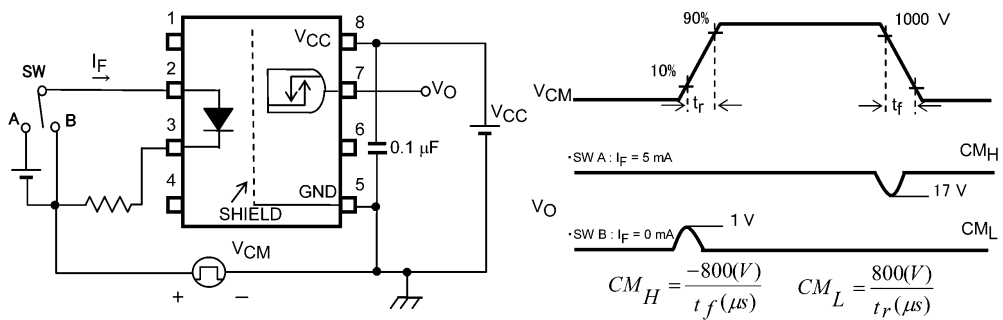 1
8
VCC
IF
SW
2
7
VO
A
B
3
6
VCC
0.1 μF
4
5
GND
SHIELD
VCM
+
−
90%
1000 V
10%
VCM
tr
tf
・SW A : IF = 5 mA
CMH
17 V
VO
1 V
・SW B : IF = 0 mA
CML
CMH = −800(V) / tf(μs)
CML = 800(V) / tr(μs)